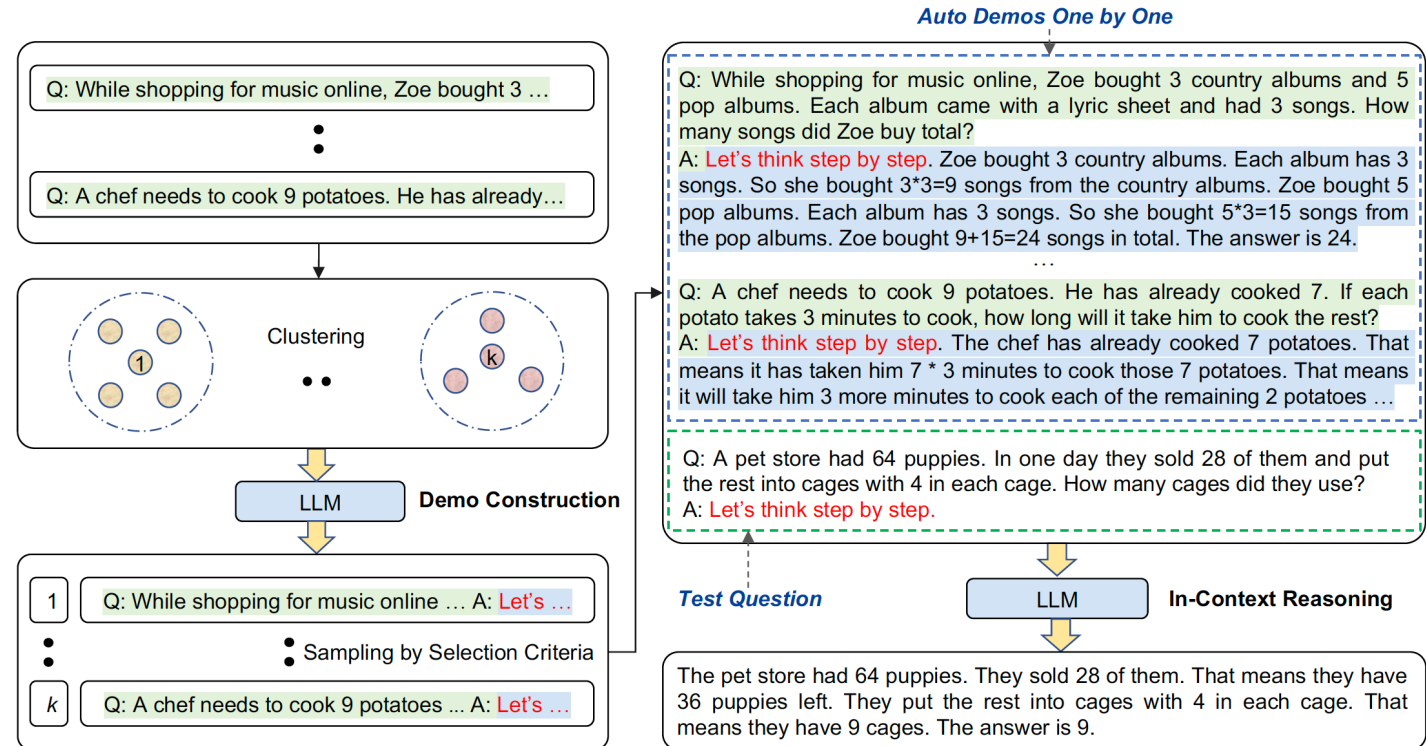 Q: While shopping for music online, Zoe bought 3 …
Q: A chef needs to cook 9 potatoes. He has already…
1
Clustering
k
LLM
Demo Construction
1
Q: While shopping for music online … A: Let’s …
Sampling by Selection Criteria
k
Q: A chef needs to cook 9 potatoes ... A: Let’s …
Auto Demos One by One
Q: While shopping for music online, Zoe bought 3 country albums and 5
pop albums. Each album came with a lyric sheet and had 3 songs. How
many songs did Zoe buy total?
A: Let’s think step by step. Zoe bought 3 country albums. Each album has 3
songs. So she bought 3*3=9 songs from the country albums. Zoe bought 5
pop albums. Each album has 3 songs. So she bought 5*3=15 songs from
the pop albums. Zoe bought 9+15=24 songs in total. The answer is 24.
…
Q: A chef needs to cook 9 potatoes. He has already cooked 7. If each
potato takes 3 minutes to cook, how long will it take him to cook the rest?
A: Let’s think step by step. The chef has already cooked 7 potatoes. That
means it has taken him 7 * 3 minutes to cook those 7 potatoes. That means
it will take him 3 more minutes to cook each of the remaining 2 potatoes …
Q: A pet store had 64 puppies. In one day they sold 28 of them and put
the rest into cages with 4 in each cage. How many cages did they use?
A: Let’s think step by step.
Test Question
LLM
In-Context Reasoning
The pet store had 64 puppies. They sold 28 of them. That means they have
36 puppies left. They put the rest into cages with 4 in each cage. That
means they have 9 cages. The answer is 9.